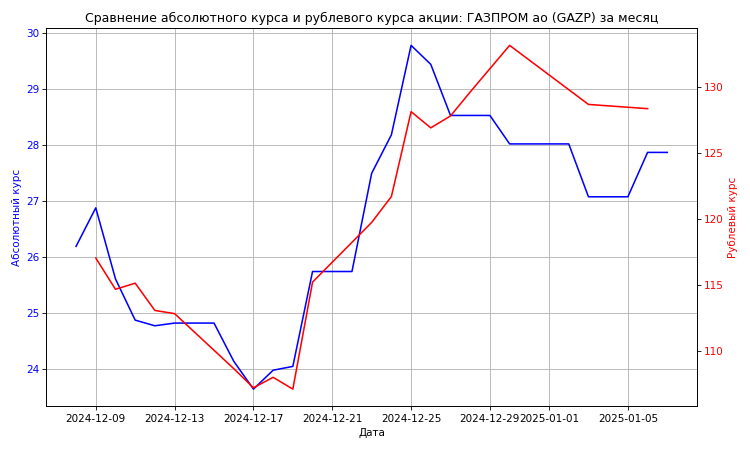 Сравнение абсолютного курса и рублевого курса акции: ГАЗПРОМ ао (GAZP) за месяц
30
29
28
27
26
25
24
Абсолютный курс
130
125
120
115
110
Рублевый курс
2024-12-09 2024-12-13 2024-12-17 2024-12-21 2024-12-25 2024-12-29 2025-01-01 2025-01-05
Дата